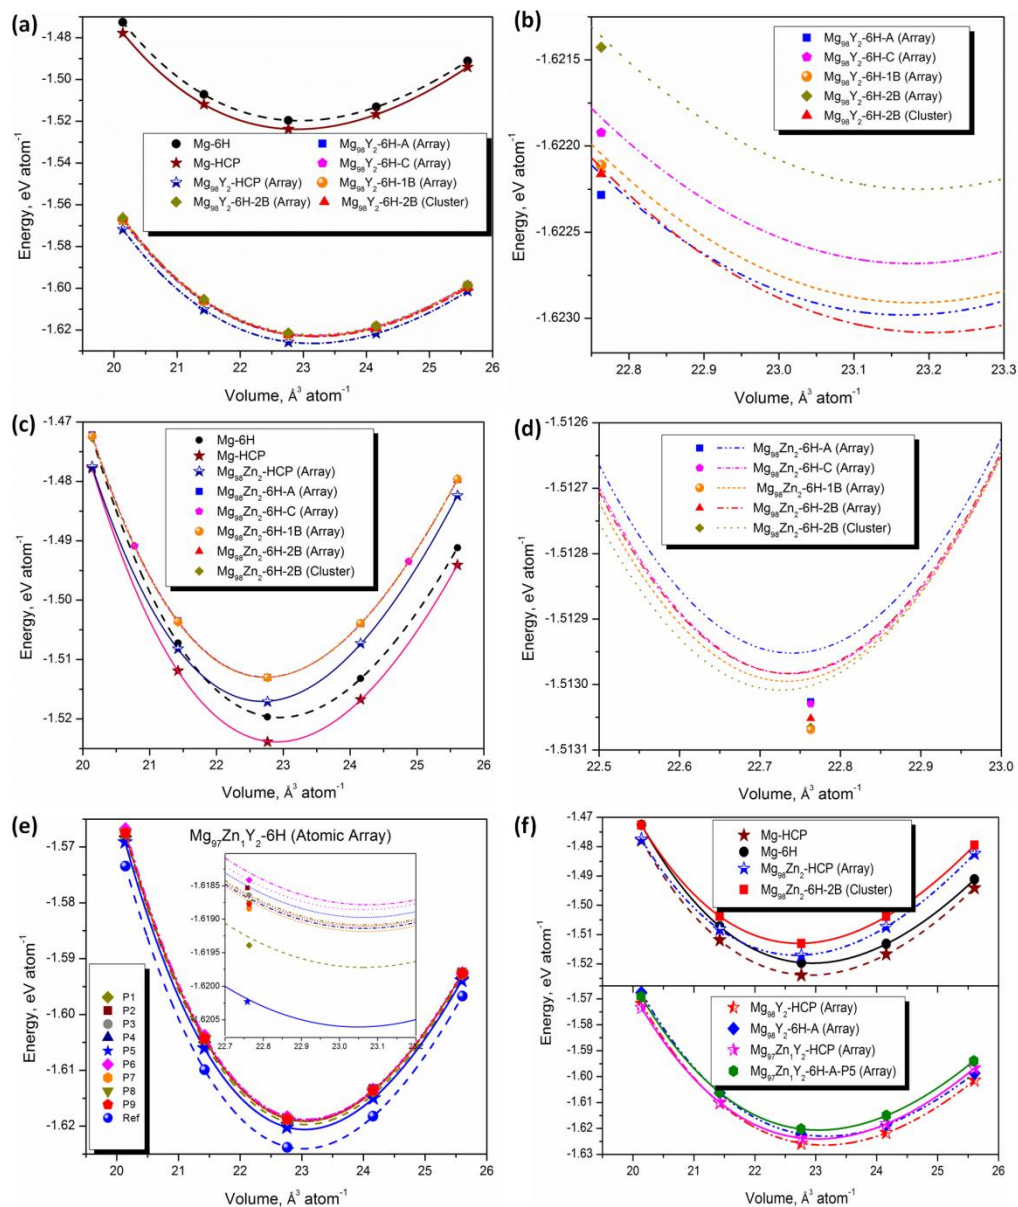 (a)
-1.48
-1.50
-1.52
-1.54
-1.56
-1.58
-1.60
-1.62
Energy, eV atom⁻¹
Mg-6H
Mg-HCP
Mg₉₈Y₂-HCP (Array)
Mg₉₈Y₂-6H-2B (Array)
Mg₉₈Y₂-6H-A (Array)
Mg₉₈Y₂-6H-C (Array)
Mg₉₈Y₂-6H-1B (Array)
Mg₉₈Y₂-6H-2B (Cluster)
20 21 22 23 24 25 26
Volume, Å³ atom⁻¹
(b)
-1.6215
-1.6220
-1.6225
-1.6230
Energy, eV atom⁻¹
Mg₉₈Y₂-6H-A (Array)
Mg₉₈Y₂-6H-C (Array)
Mg₉₈Y₂-6H-1B (Array)
Mg₉₈Y₂-6H-2B (Array)
Mg₉₈Y₂-6H-2B (Cluster)
22.8 22.9 23.0 23.1 23.2 23.3
Volume, Å³ atom⁻¹
(c)
-1.47
-1.48
-1.49
-1.50
-1.51
-1.52
Energy, eV atom⁻¹
Mg-6H
Mg-HCP
Mg₉₈Zn₂-HCP (Array)
Mg₉₈Zn₂-6H-A (Array)
Mg₉₈Zn₂-6H-C (Array)
Mg₉₈Zn₂-6H-1B (Array)
Mg₉₈Zn₂-6H-2B (Array)
Mg₉₈Zn₂-6H-2B (Cluster)
20 21 22 23 24 25 26
Volume, Å³ atom⁻¹
(d)
-1.5126
-1.5127
-1.5128
-1.5129
-1.5130
-1.5131
Energy, eV atom⁻¹
Mg₉₈Zn₂-6H-A (Array)
Mg₉₈Zn₂-6H-C (Array)
Mg₉₈Zn₂-6H-1B (Array)
Mg₉₈Zn₂-6H-2B (Array)
Mg₉₈Zn₂-6H-2B (Cluster)
22.5 22.6 22.7 22.8 22.9 23.0
Volume, Å³ atom⁻¹
(e)
Mg₉₇Zn₁Y₂-6H (Atomic Array)
-1.57
-1.58
-1.59
-1.60
-1.61
-1.62
Energy, eV atom⁻¹
-1.6185
-1.6190
-1.6195
-1.6200
-1.6205
22.7 22.8 22.9 23.0 23.1
P1
P2
P3
P4
P5
P6
P7
P8
P9
Ref
20 21 22 23 24 25 26
Volume, Å³ atom⁻¹
(f)
-1.47
-1.48
-1.49
-1.50
-1.51
-1.52
Mg-HCP
Mg-6H
Mg₉₈Zn₂-HCP (Array)
Mg₉₈Zn₂-6H-2B (Cluster)
Energy, eV atom⁻¹
-1.57
-1.58
-1.59
-1.60
-1.61
-1.62
-1.63
Mg₉₈Y₂-HCP (Array)
Mg₉₈Y₂-6H-A (Array)
Mg₉₇Zn₁Y₂-HCP (Array)
Mg₉₇Zn₁Y₂-6H-A-P5 (Array)
20 21 22 23 24 25 26
Volume, Å³ atom⁻¹